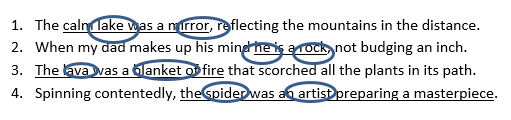 1. The calm lake was a mirror, reflecting the mountains in the distance.
2. When my dad makes up his mind he is a rock, not budging an inch.
3. The lava was a blanket of fire that scorched all the plants in its path.
4. Spinning contentedly, the spider was an artist preparing a masterpiece.